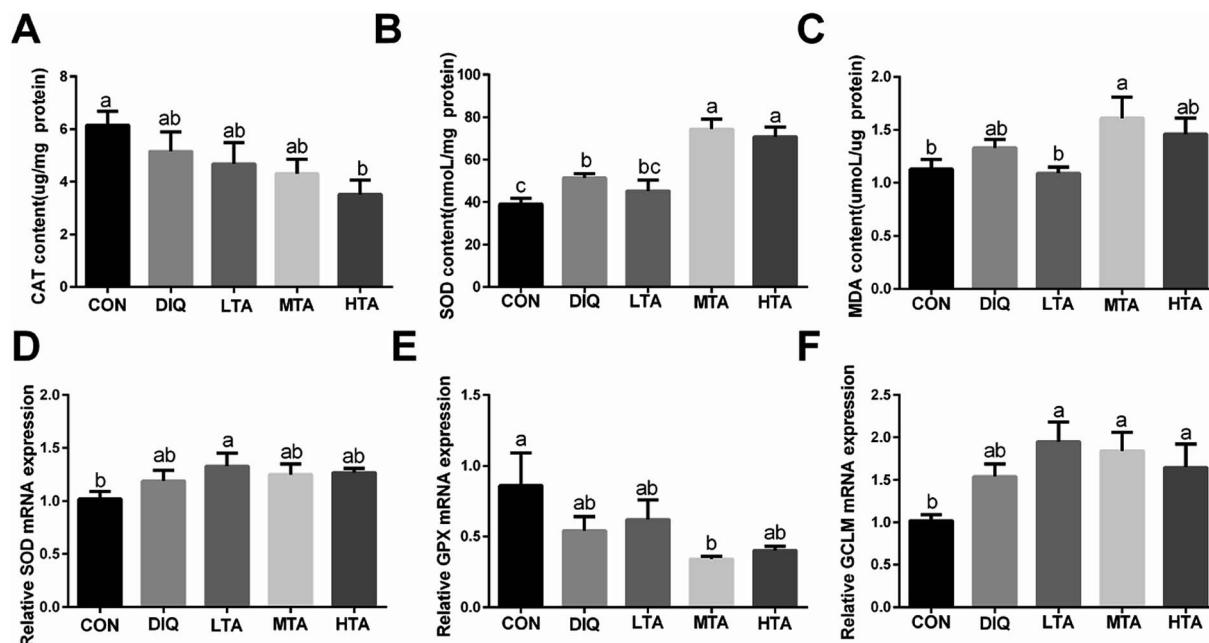 A
CAT content(ug/mg protein)
8
6
4
2
0
a
ab
ab
ab
b
CON DIQ LTA MTA HTA
B
SOD content(nmoL/mg protein)
100
80
60
40
20
0
c
b
bc
a
a
CON DIQ LTA MTA HTA
C
MDA content(umoL/ug protein)
2.0
1.5
1.0
0.5
0.0
b
ab
b
a
ab
CON DIQ LTA MTA HTA
D
Relative SOD mRNA expression
2.0
1.5
1.0
0.5
0.0
b
ab
a
ab
ab
CON DIQ LTA MTA HTA
E
Relative GPX mRNA expression
1.5
1.0
0.5
0.0
a
ab
ab
b
ab
CON DIQ LTA MTA HTA
F
Relative GCLM mRNA expression
2.5
2.0
1.5
1.0
0.5
0.0
b
ab
a
a
a
CON DIQ LTA MTA HTA